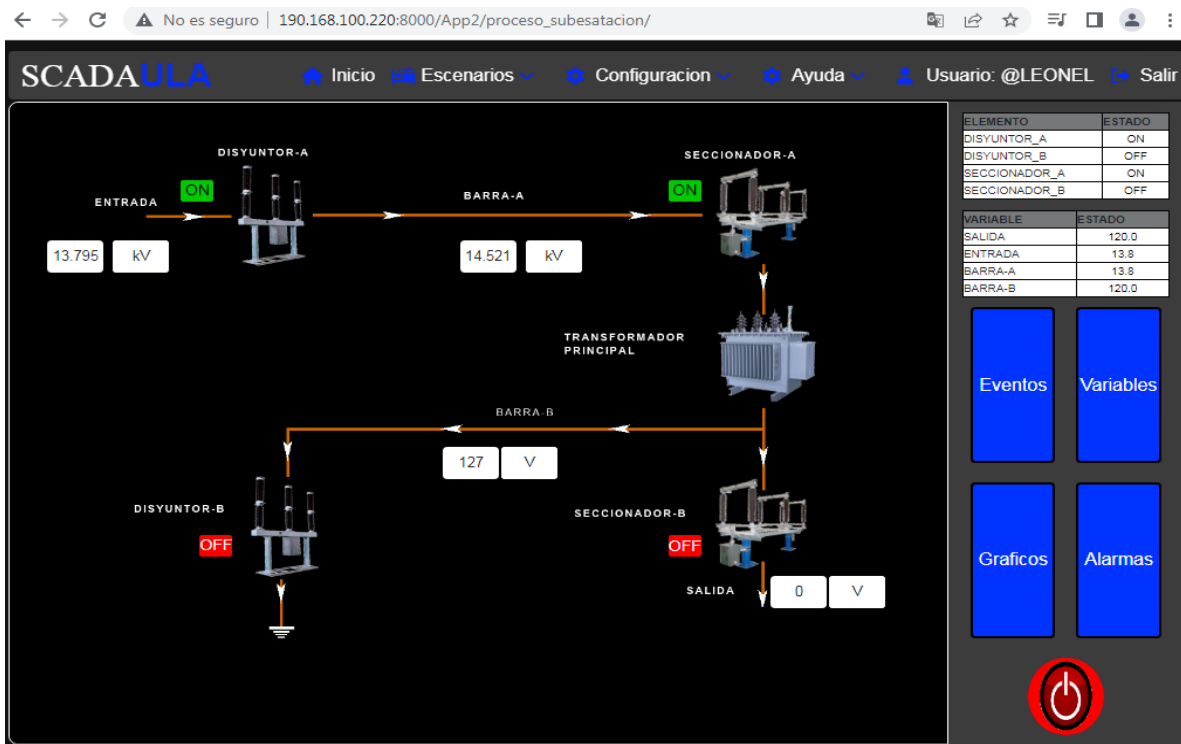 No es seguro | 190.168.100.220:8000/App2/proceso_subesatacion/
SCADAULA Inicio Escenarios Configuracion Ayuda Usuario: @LEONEL Salir
DISYUNTOR-A
SECCIONADOR-A
ON
ON
ENTRADA
BARRA-A
13.795 kV
14.521 kV
TRANSFORMADOR
PRINCIPAL
BARRA-B
127 V
DISYUNTOR-B
OFF
SECCIONADOR-B
OFF
SALIDA 0 V
ELEMENTO ESTADO
DISYUNTOR_A ON
DISYUNTOR_B OFF
SECCIONADOR_A ON
SECCIONADOR_B OFF
VARIABLE ESTADO
SALIDA 120.0
ENTRADA 13.8
BARRA-A 13.8
BARRA-B 120.0
Eventos Variables
Graficos Alarmas